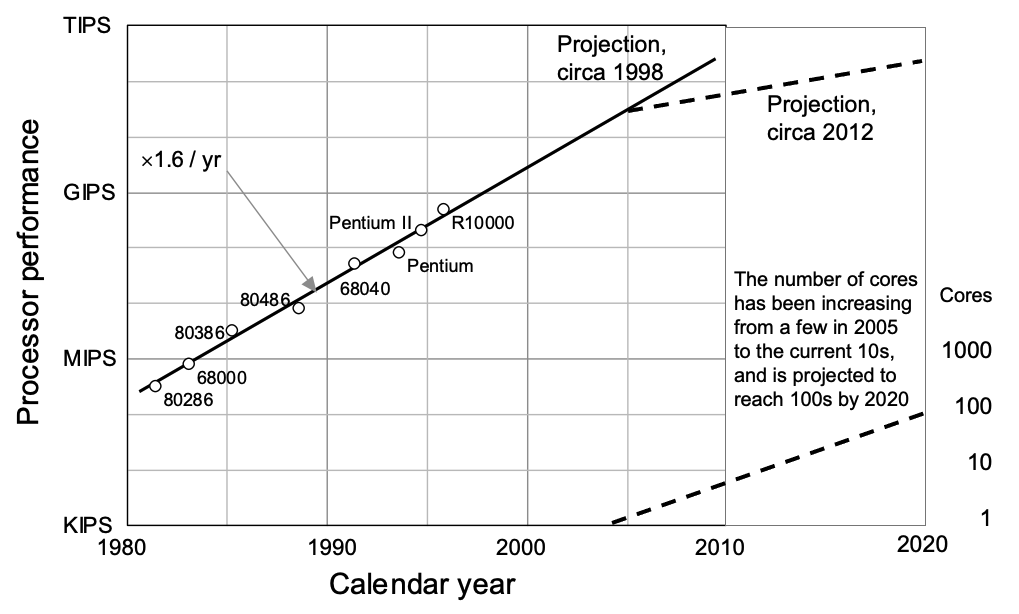 TIPS
Projection,
circa 1998
Projection,
circa 2012
×1.6 / yr
GIPS
Pentium II
R10000
Pentium
68040
80486
80386
MIPS
68000
80286
KIPS
Processor performance
The number of cores
has been increasing
from a few in 2005
to the current 10s,
and is projected to
reach 100s by 2020
Cores
1000
100
10
1
1980
1990
2000
2010
2020
Calendar year